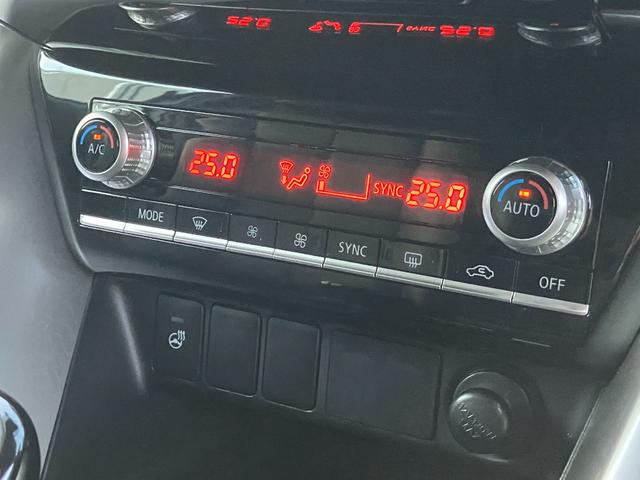 A/C
25.0
SYNC
25.0
AUTO
MODE
SYNC
OFF